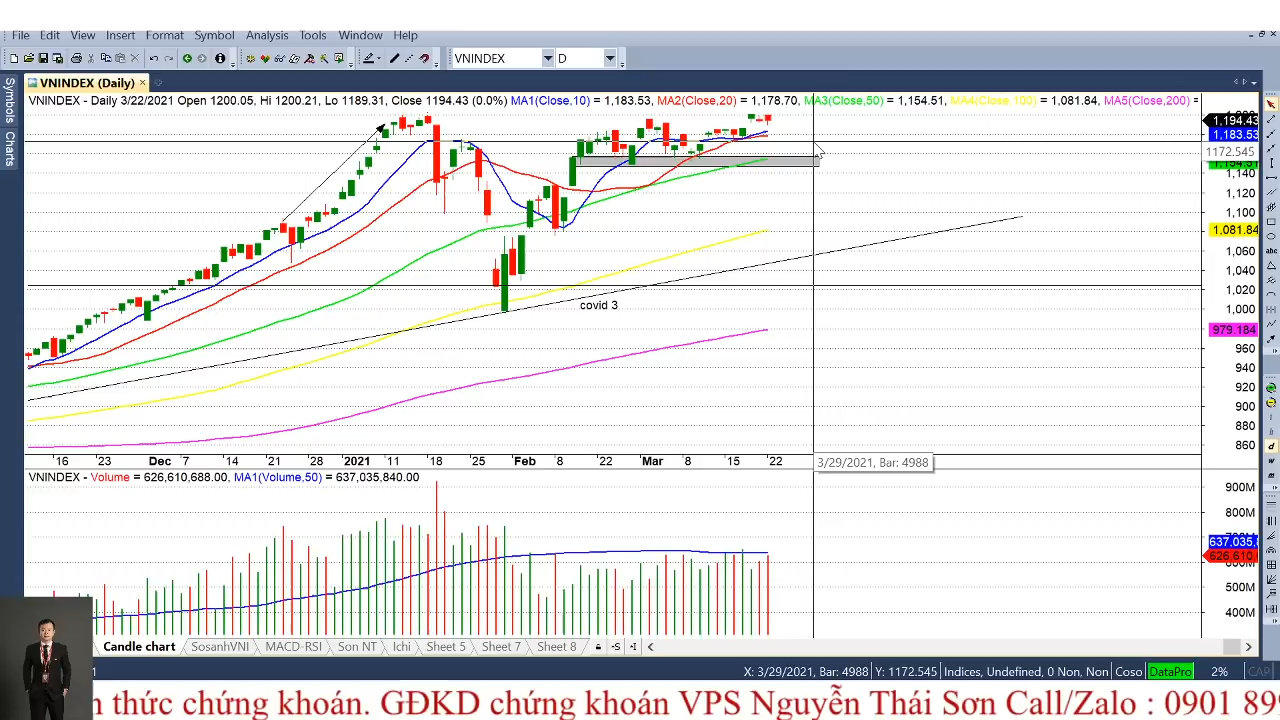 File Edit View Insert Format Symbol Analysis Tools Window Help
VNINDEX D
VNINDEX (Daily)
Symbols
Charts
VNINDEX - Daily 3/22/2021 Open 1200.05, Hi 1200.21, Lo 1189.31, Close 1194.43 (0.0%) MA1(Close,10) = 1,183.53, MA2(Close,20) = 1,178.70, MA3(Close,50) = 1,154.51, MA4(Close,100) = 1,081.84, MA5(Close,200) =
1,194.43
1,183.53
1172.545
1,140
1,120
1,100
1,081.84
1,060
1,040
1,020
1,000
979.184
960
940
920
900
880
860
covid 3
16 23 Dec 7 14 21 28 2021 11 18 25 Feb 8 22 Mar 8 15 22
3/29/2021, Bar: 4988
VNINDEX - Volume = 626,610,688.00, MA1(Volume,50) = 637,035,840.00
900M
800M
637,035,
626,610,
500M
400M
Candle chart SosanhVNI MACD-RSI Son NT Ichi Sheet 5 Sheet 7 Sheet 8
X: 3/29/2021, Bar: 4988 Y: 1172.545 Indices, Undefined, 0 Non, Non Coso DataPro 2% CAP
thức chứng khoán. GĐKD chứng khoán VPS Nguyễn Thái Sơn Call/Zalo : 0901 89